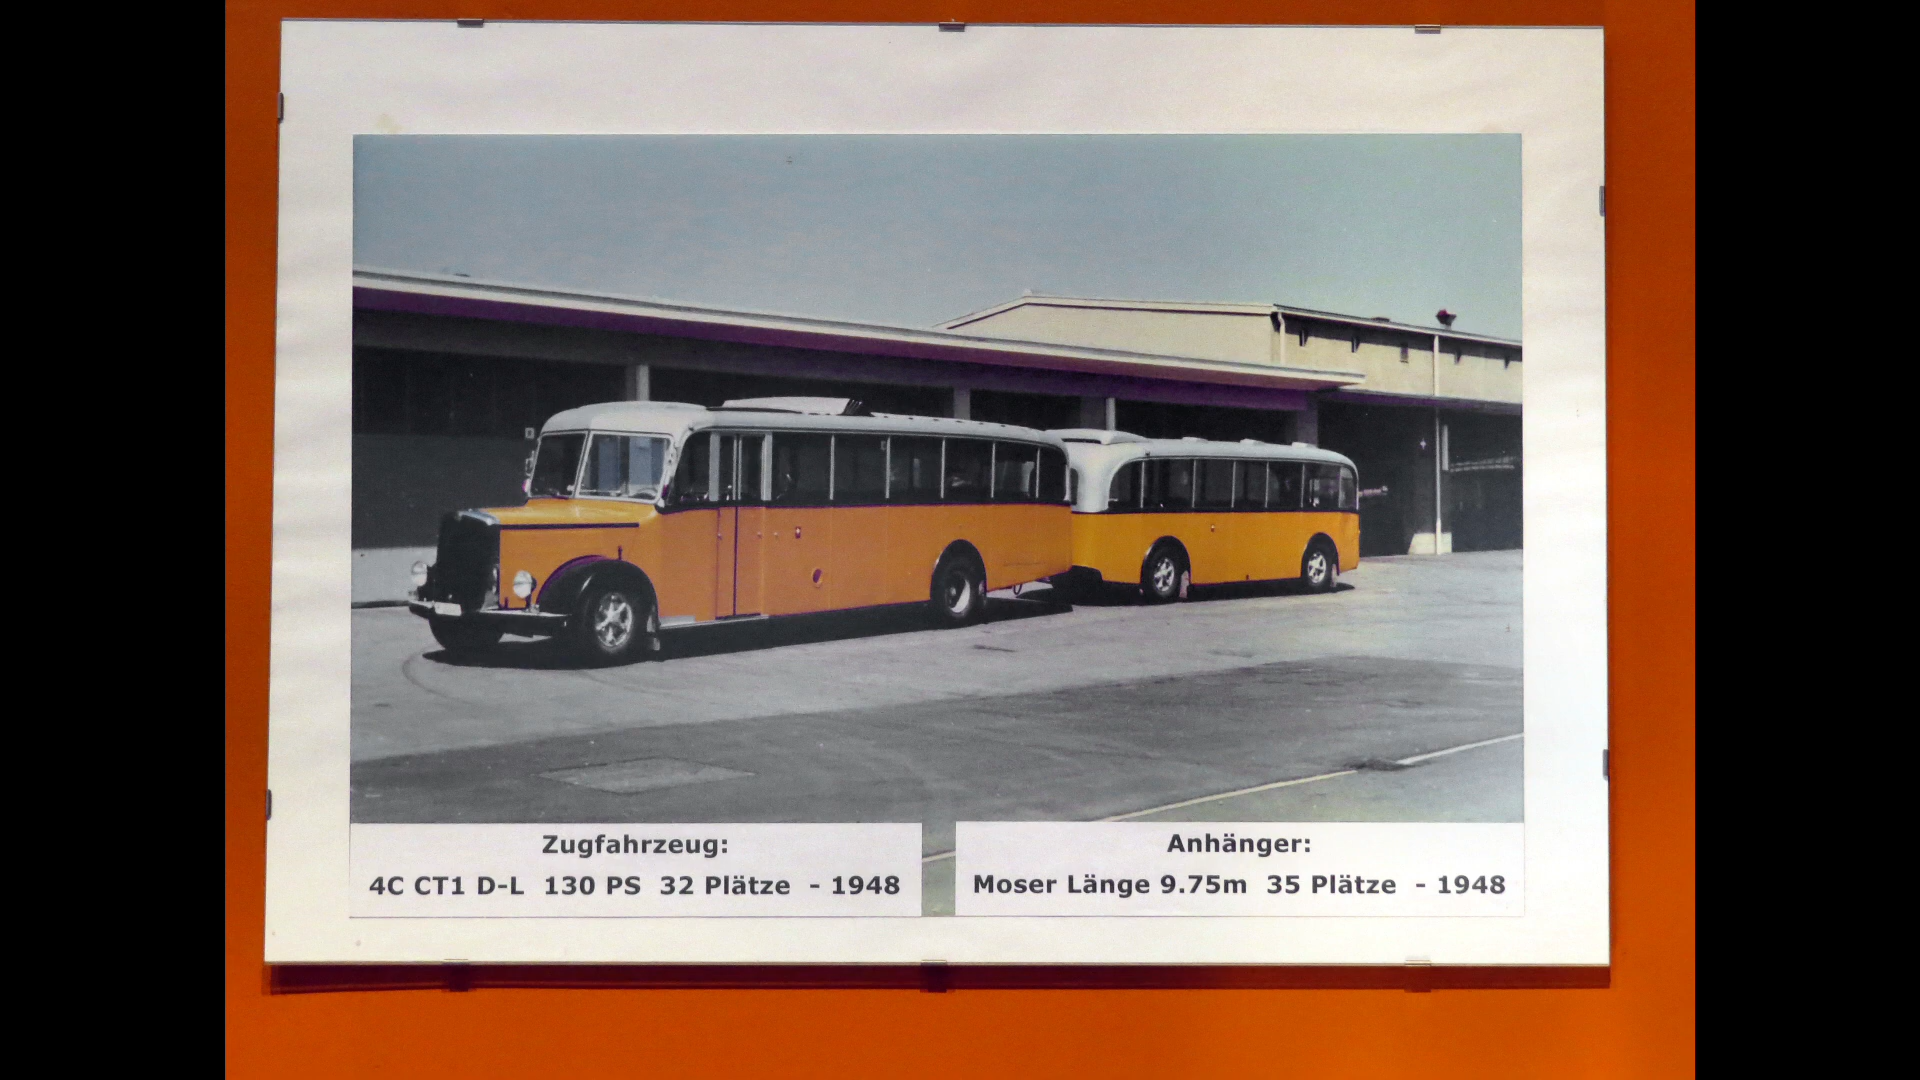 Zugfahrzeug:
4C CT1 D-L 130 PS 32 Plätze - 1948
Anhänger:
Moser Länge 9.75m 35 Plätze - 1948